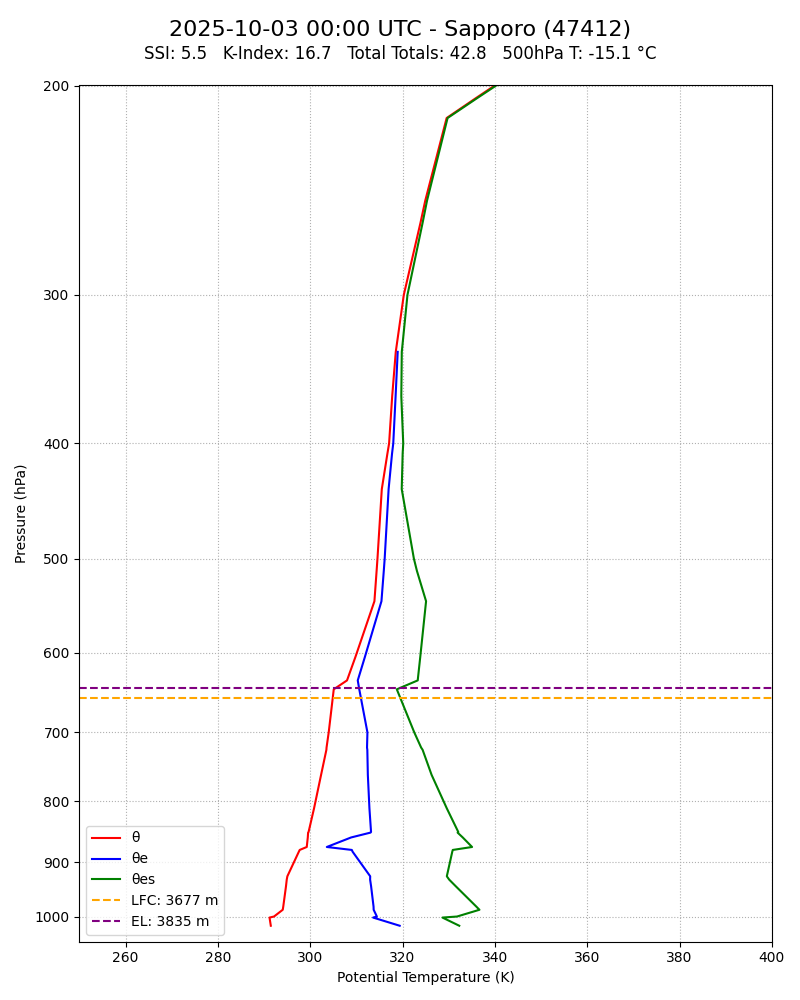 2025-10-03 00:00 UTC - Sapporo (47412)
SSI: 5.5   K-Index: 16.7   Total Totals: 42.8   500hPa T: -15.1 °C
200
300
400
500
600
700
800
900
1000
Pressure (hPa)
θ
θe
θes
LFC: 3677 m
EL: 3835 m
260 280 300 320 340 360 380 400
Potential Temperature (K)